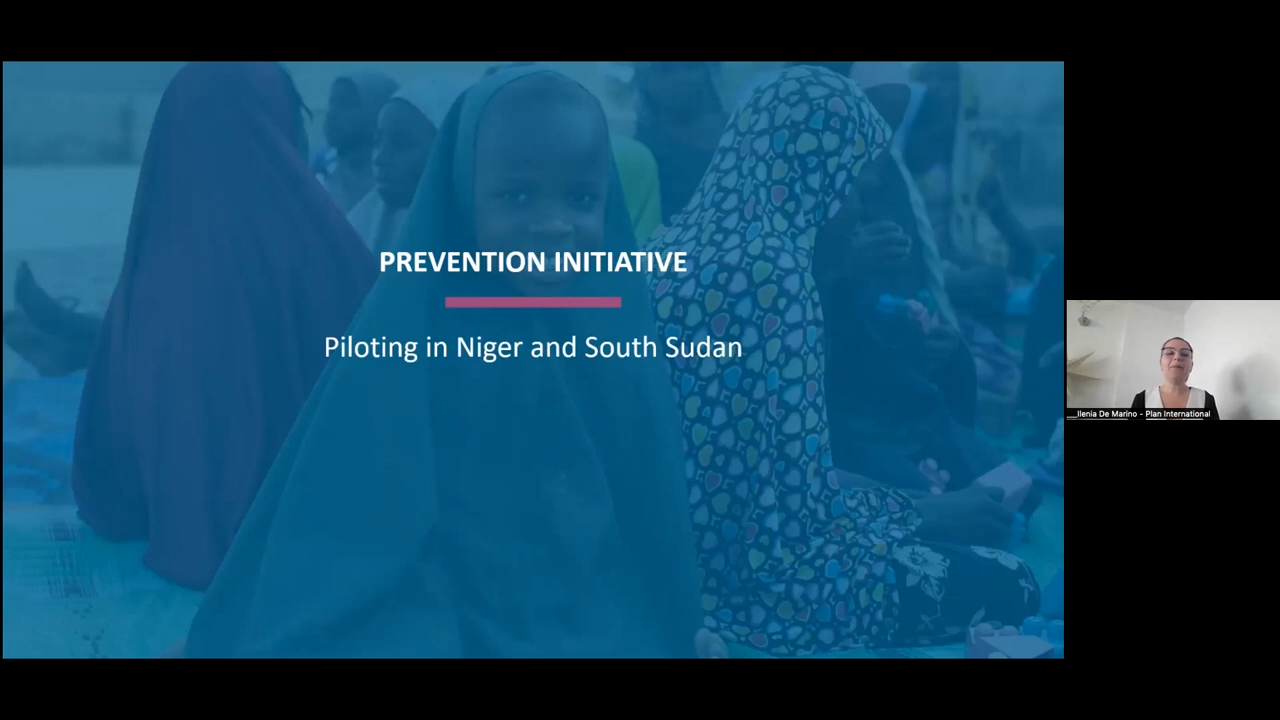 PREVENTION INITIATIVE
Piloting in Niger and South Sudan
Ilenia De Marino - Plan International